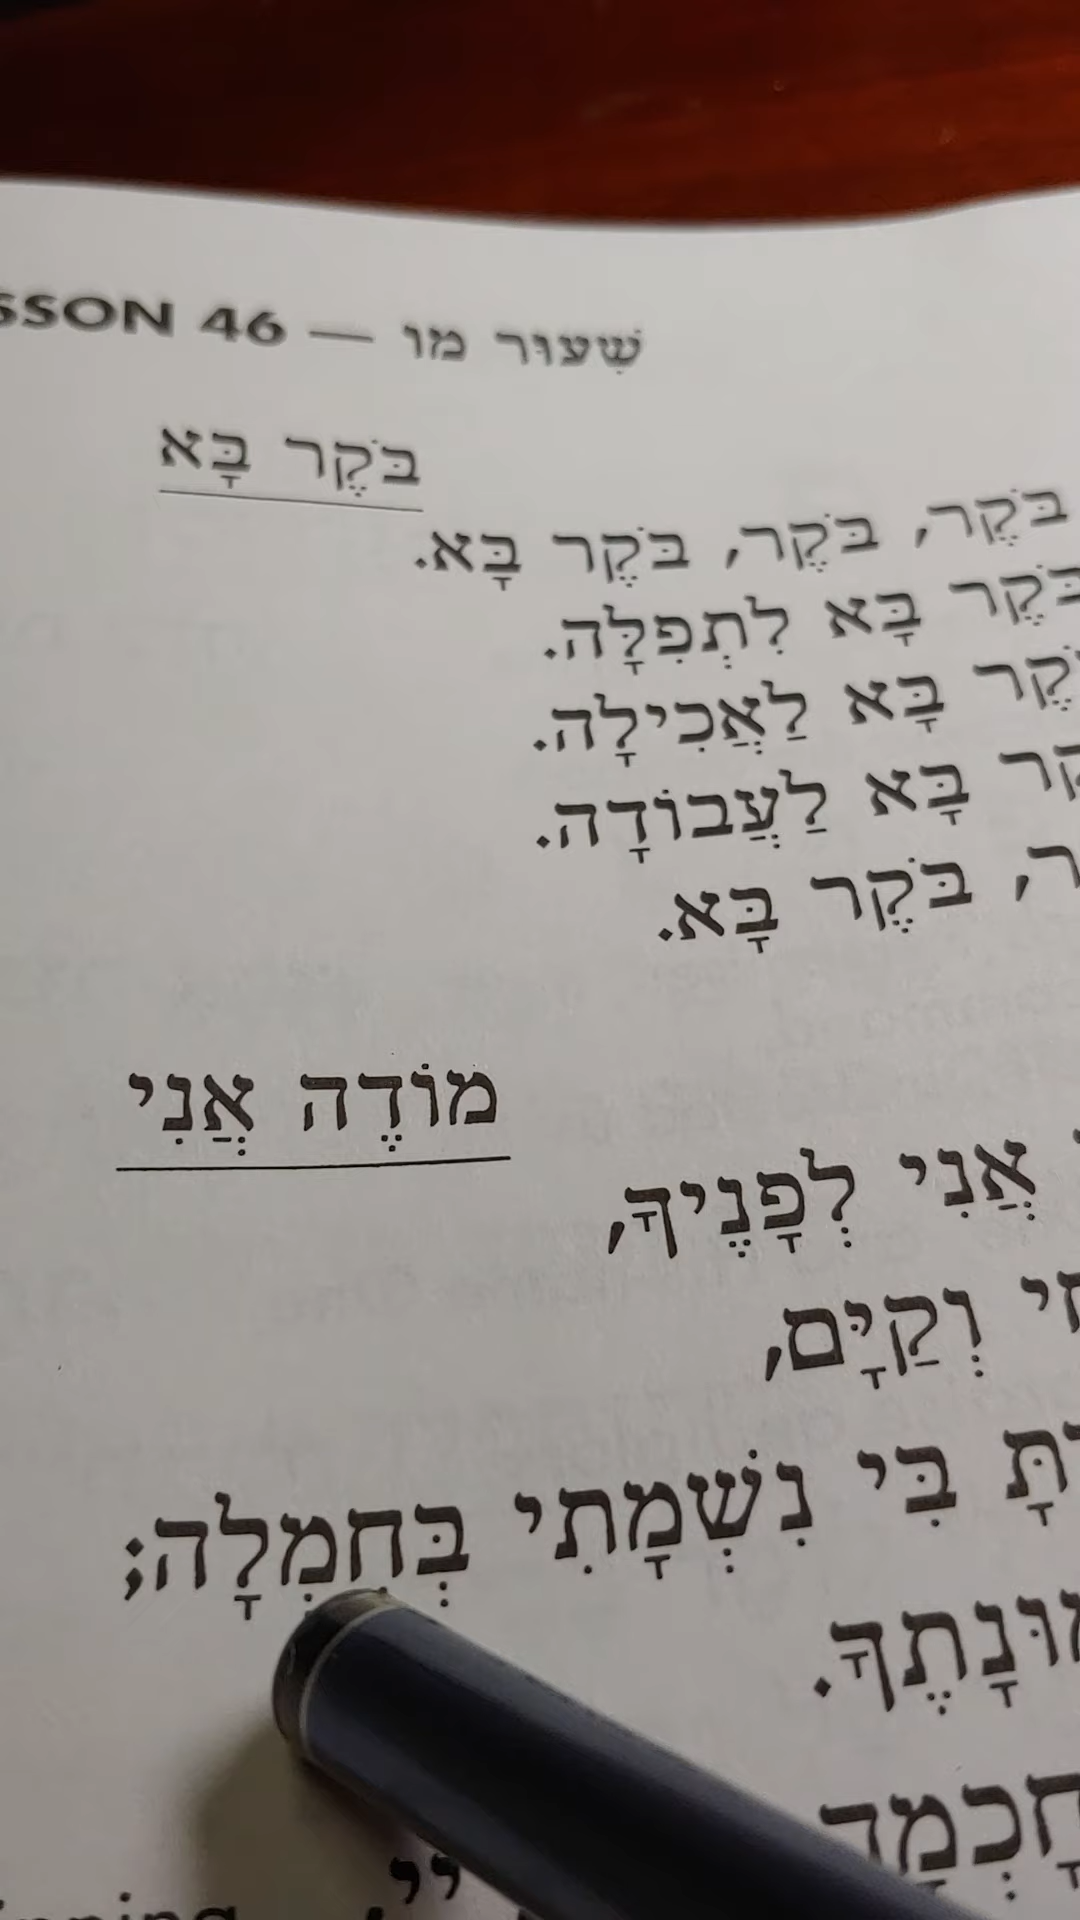 LESSON 46 — שִׁעוּר מו
בֹּקֶר בָּא
בֹּקֶר, בֹּקֶר, בֹּקֶר בָּא.
בֹּקֶר בָּא לִתְפִלָּה.
בֹּקֶר בָּא לַאֲכִילָה.
בֹּקֶר בָּא לַעֲבוֹדָה.
בֹּקֶר בָּא.
מוֹדֶה אֲנִי
אֲנִי לְפָנֶיךָ,
וְקַיָּם,
בִּי נִשְׁמָתִי בְּחֶמְלָה;